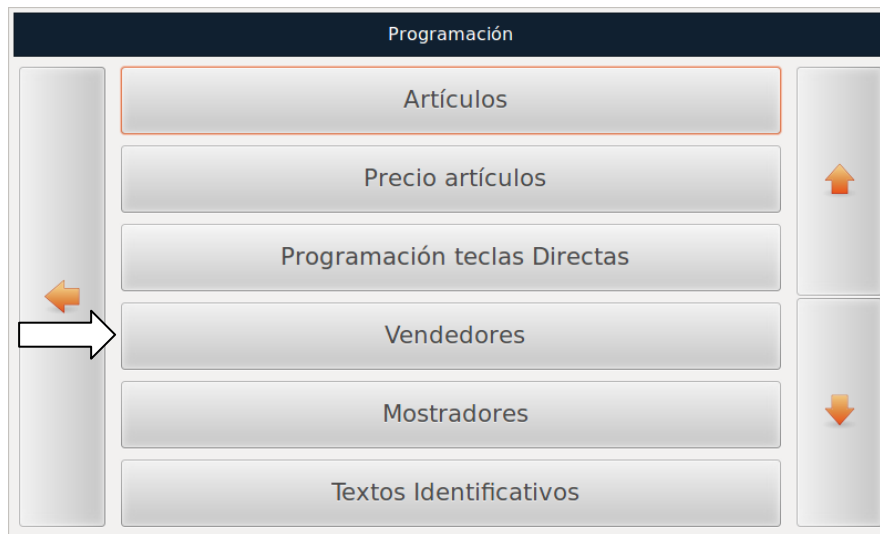 Programación
Artículos
Precio artículos
Programación teclas Directas
Vendedores
Mostradores
Textos Identificativos